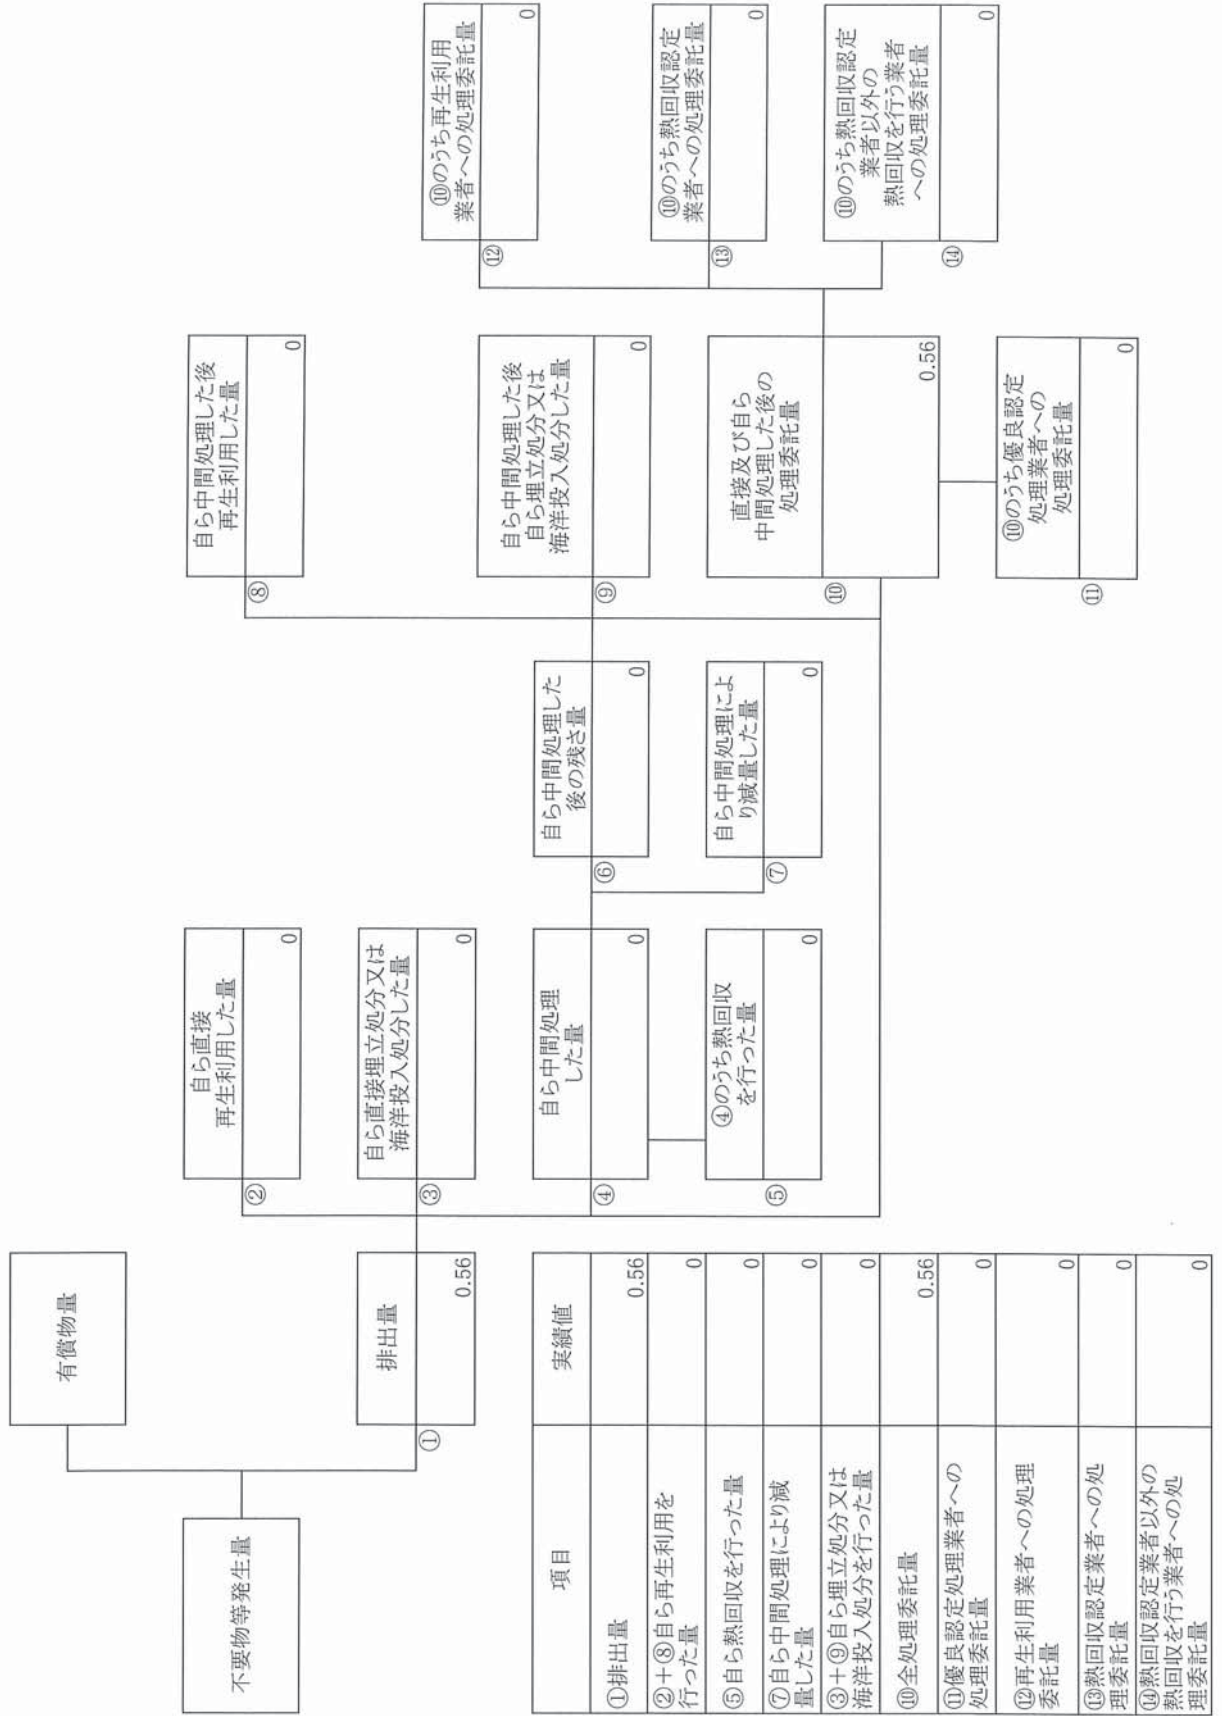 有償物量
不要物等発生量
排出量
①
0.56
自ら直接
再生利用した量
②
0
自ら直接埋立処分又は
海洋投入処分した量
③
0
自ら中間処理
した量
④
0
④のうち熱回収
を行った量
⑤
0
自ら中間処理した
後の残さ量
⑥
0
自ら中間処理によ
り減量した量
⑦
0
自ら中間処理した後
再生利用した量
⑧
0
自ら中間処理した後
自ら埋立処分又は
海洋投入処分した量
⑨
0
直接及び自ら
中間処理した後の
処理委託量
⑩
0.56
⑩のうち優良認定
処理業者への
処理委託量
⑪
0
⑩のうち再生利用
業者への処理委託量
⑫
0
⑩のうち熱回収認定
業者への処理委託量
⑬
0
⑩のうち熱回収認定
業者以外の
熱回収を行う業者
への処理委託量
⑭
0
項目 実績値
①排出量 0.56
②+⑧自ら再生利用を
行った量 0
⑤自ら熱回収を行った量 0
⑦自ら中間処理により減
量した量 0
③+⑨自ら埋立処分又は
海洋投入処分を行った量 0
⑩全処理委託量 0.56
⑪優良認定処理業者への
処理委託量 0
⑫再生利用業者への処理
委託量 0
⑬熱回収認定業者への処
理委託量 0
⑭熱回収認定業者以外の
熱回収を行う業者への処
理委託量 0